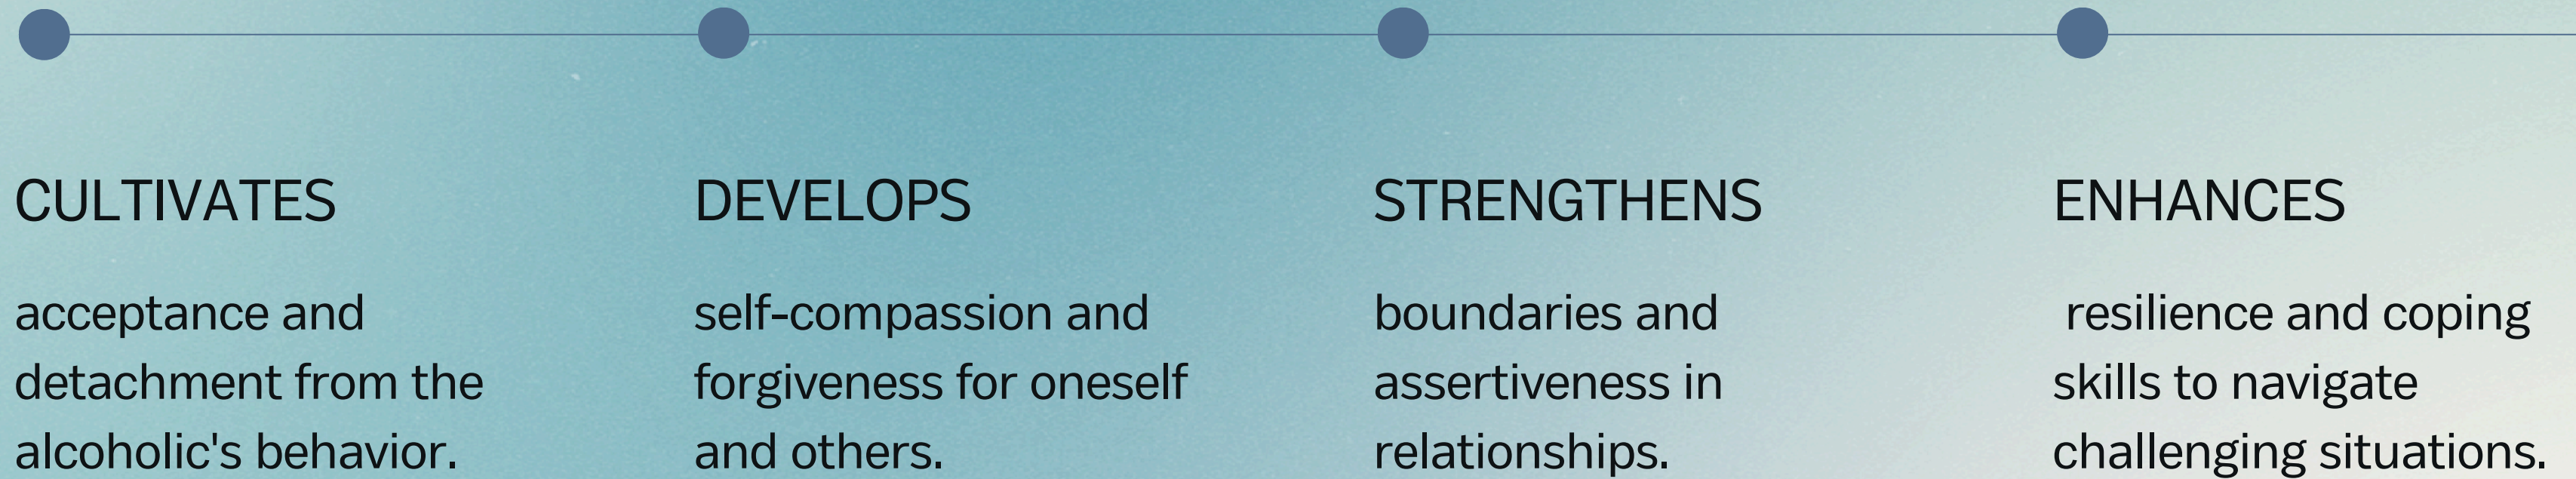 CULTIVATES
acceptance and
detachment from the
alcoholic's behavior.
DEVELOPS
self-compassion and
forgiveness for oneself
and others.
STRENGTHENS
boundaries and
assertiveness in
relationships.
ENHANCES
resilience and coping
skills to navigate
challenging situations.